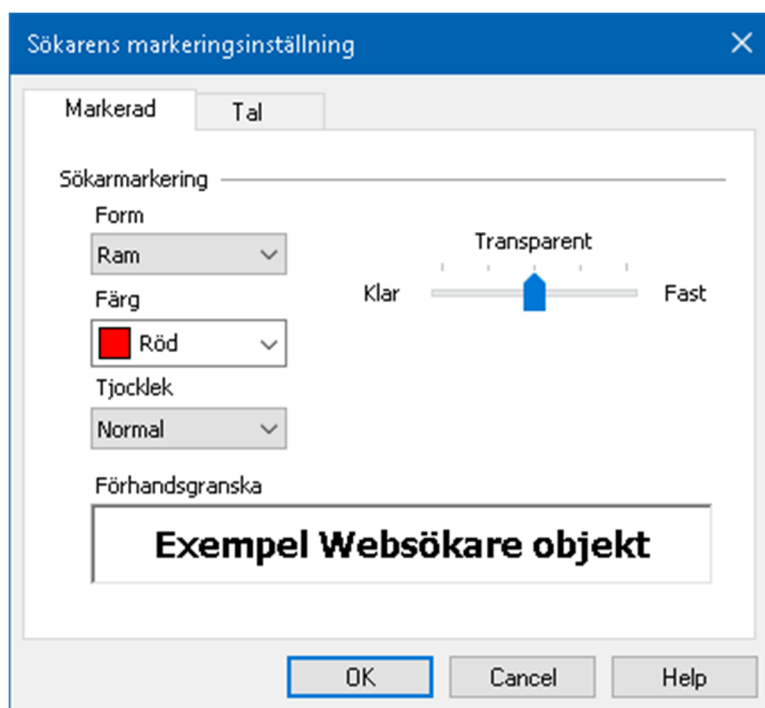 Sökarens markeringsinställning
Markerad Tal
Sökarmarkering
Form
Ram
Transparent
Klar Fast
Färg
Röd
Tjocklek
Normal
Förhandsgranska
Exempel Websökare objekt
OK Cancel Help